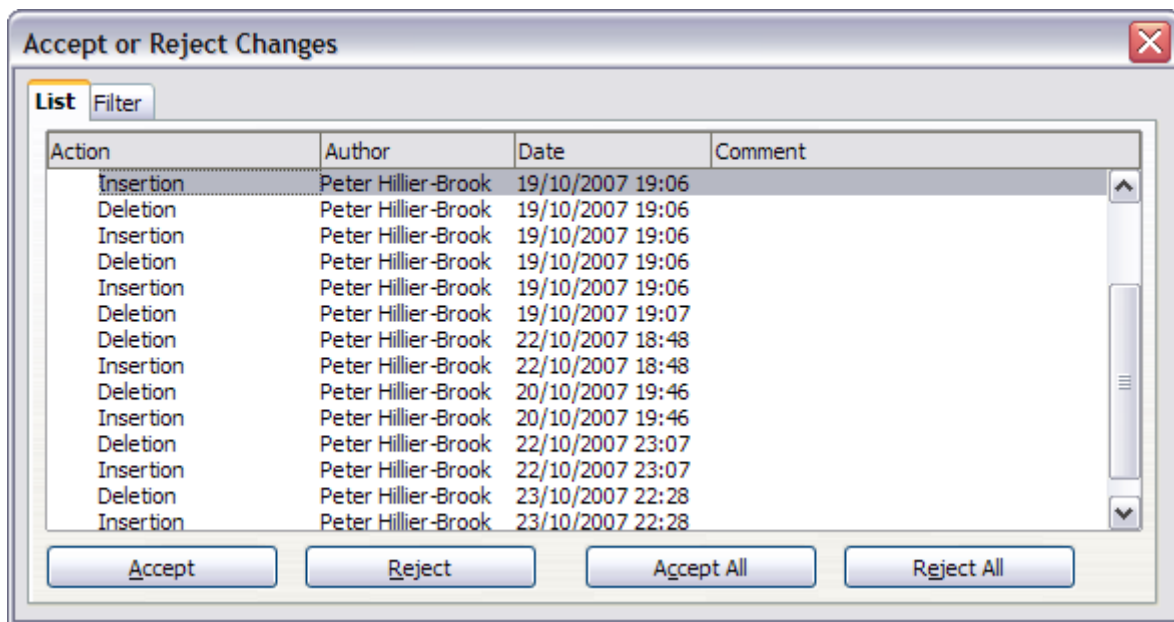 Accept or Reject Changes
List Filter
Action Author Date Comment
Insertion Peter Hillier-Brook 19/10/2007 19:06
Deletion Peter Hillier-Brook 19/10/2007 19:06
Insertion Peter Hillier-Brook 19/10/2007 19:06
Deletion Peter Hillier-Brook 19/10/2007 19:06
Insertion Peter Hillier-Brook 19/10/2007 19:06
Deletion Peter Hillier-Brook 19/10/2007 19:07
Deletion Peter Hillier-Brook 22/10/2007 18:48
Insertion Peter Hillier-Brook 22/10/2007 18:48
Deletion Peter Hillier-Brook 20/10/2007 19:46
Insertion Peter Hillier-Brook 20/10/2007 19:46
Deletion Peter Hillier-Brook 22/10/2007 23:07
Insertion Peter Hillier-Brook 22/10/2007 23:07
Deletion Peter Hillier-Brook 23/10/2007 22:28
Insertion Peter Hillier-Brook 23/10/2007 22:28
Accept Reject Accept All Reject All